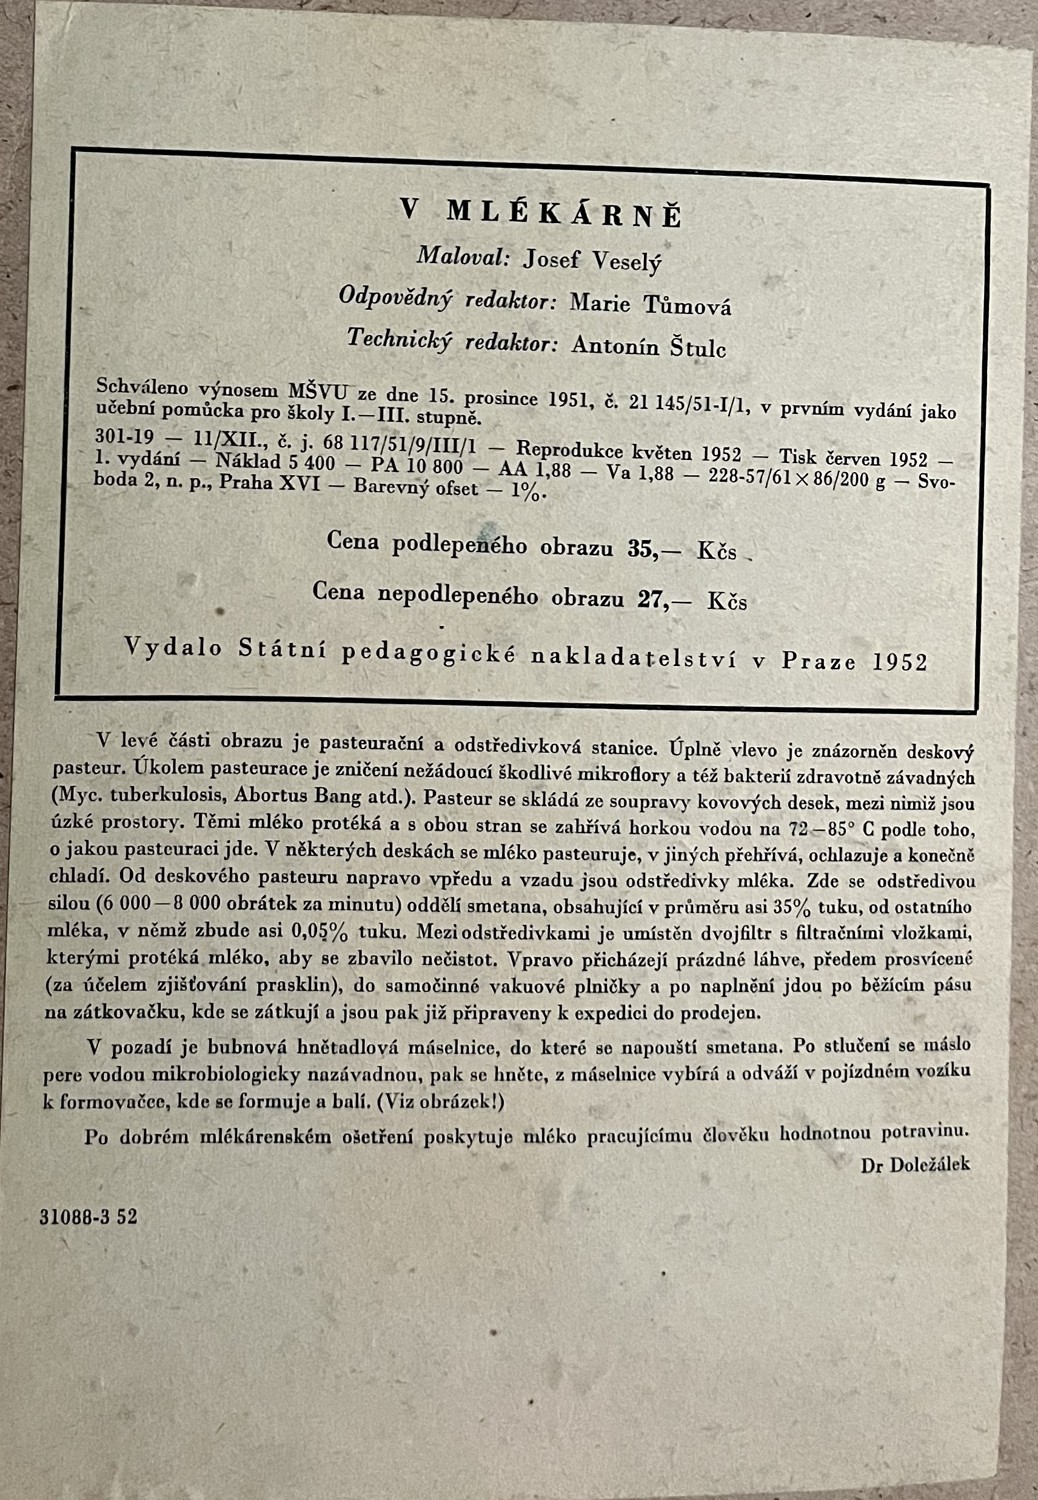 V MLÉKÁRNĚ
Maloval: Josef Veselý
Odpovědný redaktor: Marie Tůmová
Technický redaktor: Antonín Štulc
Schváleno výnosem MŠVU ze dne 15. prosince 1951, č. 21 145/51-I/1, v prvním vydání jako
učební pomůcka pro školy I.—III. stupně.
301-19 — 11/XII., č. j. 68 117/51/9/III/1 — Reprodukce květen 1952 — Tisk červen 1952 —
1. vydání — Náklad 5 400 — PA 10 800 — AA 1,88 — Va 1,88 — 228-57/61×86/200 g — Svo-
boda 2, n. p., Praha XVI — Barevný ofset — 1%.
Cena podlepeného obrazu 35,— Kčs
Cena nepodlepeného obrazu 27,— Kčs
Vydalo Státní pedagogické nakladatelství v Praze 1952
V levé části obrazu je pasteurační a odstředivková stanice. Úplně vlevo je znázorněn deskový
pasteur. Úkolem pasteurace je zničení nežádoucí škodlivé mikroflory a též bakterií zdravotně závadných
(Myc. tuberkulosis, Abortus Bang atd.). Pasteur se skládá ze soupravy kovových desek, mezi nimiž jsou
úzké prostory. Těmi mléko protéká a s obou stran se zahřívá horkou vodou na 72—85° C podle toho,
o jakou pasteuraci jde. V některých deskách se mléko pasteuruje, v jiných přehřívá, ochlazuje a konečně
chladí. Od deskového pasteuru napravo vpředu a vzadu jsou odstředivky mléka. Zde se odstředivou
silou (6 000—8 000 obrátek za minutu) oddělí smetana, obsahující v průměru asi 35% tuku, od ostatního
mléka, v němž zbude asi 0,05% tuku. Mezi odstředivkami je umístěn dvojfiltr s filtračními vložkami,
kterými protéká mléko, aby se zbavilo nečistot. Vpravo přicházejí prázdné láhve, předem prosvícené
(za účelem zjišťování prasklin), do samočinné vakuové plničky a po naplnění jdou po běžícím pásu
na zátkovačku, kde se zátkují a jsou pak již připraveny k expedici do prodejen.
V pozadí je bubnová hnětadlová máselnice, do které se napouští smetana. Po stlučení se máslo
pere vodou mikrobiologicky nazávadnou, pak se hněte, z máselnice vybírá a odváží v pojízdném vozíku
k formovačce, kde se formuje a balí. (Viz obrázek!)
Po dobrém mlékárenském ošetření poskytuje mléko pracujícímu člověku hodnotnou potravinu.
Dr Doležálek
31088-3 52